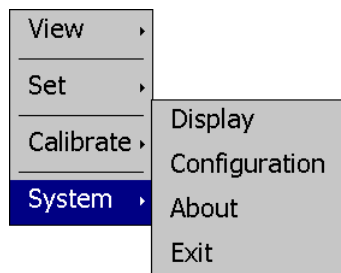 View
Set
Calibrate
System
Display
Configuration
About
Exit